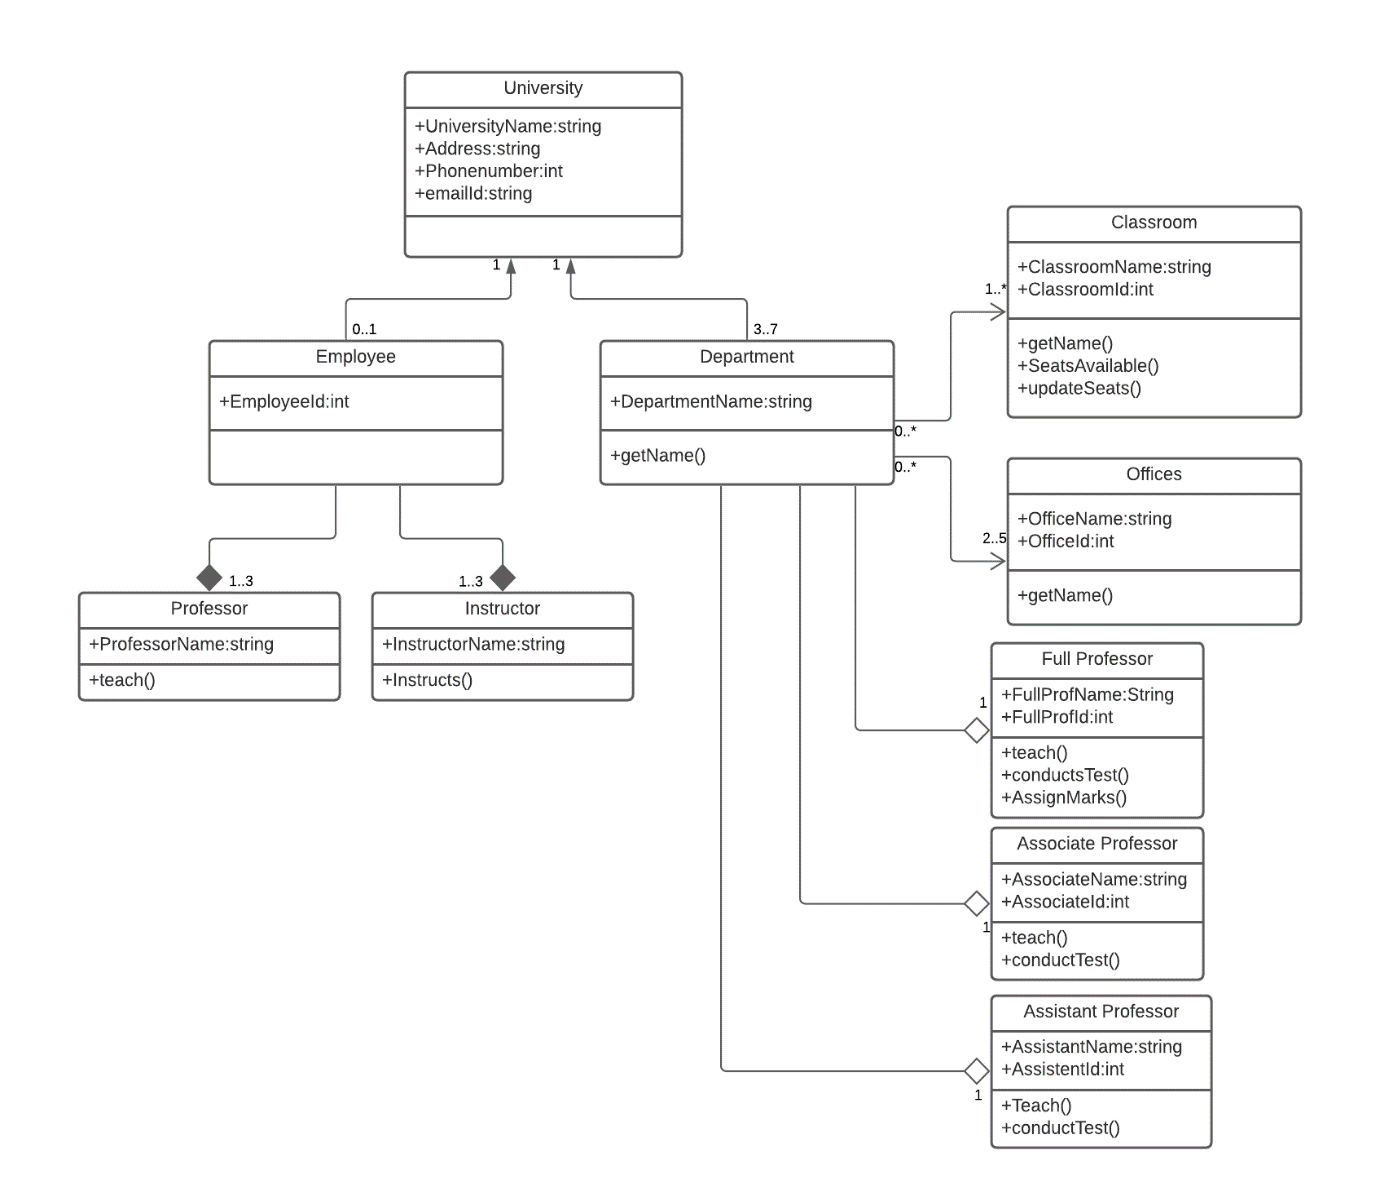 University
+UniversityName:string
+Address:string
+Phonenumber:int
+emailId:string
1
1
0..1
3..7
Employee
+EmployeeId:int
Department
+DepartmentName:string
+getName()
0..*
0..*
Classroom
+ClassroomName:string
+ClassroomId:int
1..*
+getName()
+SeatsAvailable()
+updateSeats()
Offices
+OfficeName:string
+OfficeId:int
2..5
+getName()
1..3
Professor
+ProfessorName:string
+teach()
1..3
Instructor
+InstructorName:string
+Instructs()
Full Professor
+FullProfName:String
+FullProfId:int
1
+teach()
+conductsTest()
+AssignMarks()
Associate Professor
+AssociateName:string
+AssociateId:int
1
+teach()
+conductTest()
Assistant Professor
+AssistantName:string
+AssistentId:int
1
+Teach()
+conductTest()